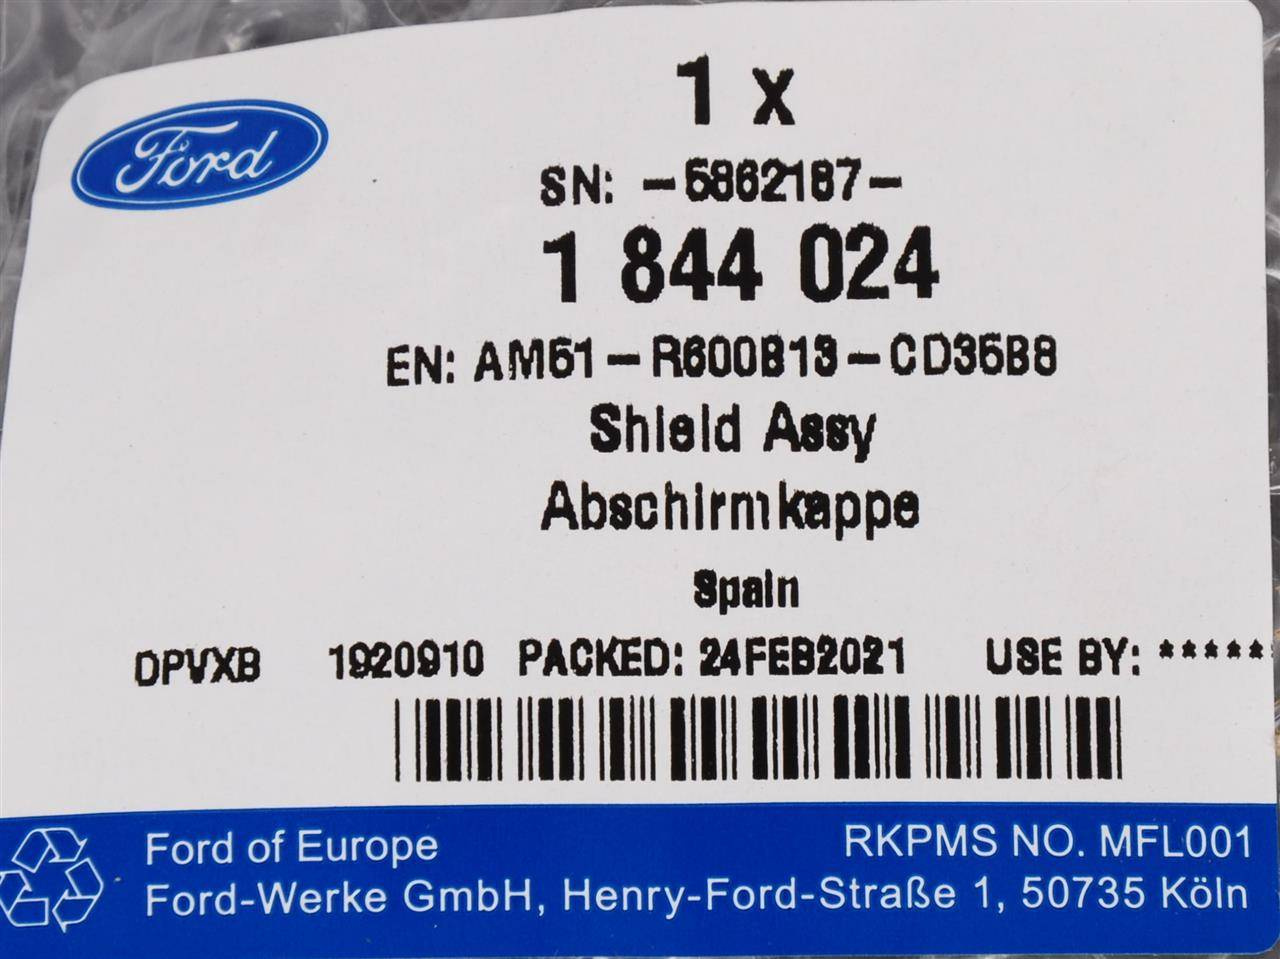 Ford
1 x
SN: -5862187-
1 844 024
EN: AM51-R600B13-CD35B8
Shield Assy
Abschirmkappe
Spain
DPVXB 1920910 PACKED: 24FEB2021 USE BY: *****
Ford of Europe RKPMS NO. MFL001
Ford-Werke GmbH, Henry-Ford-Straße 1, 50735 Köln